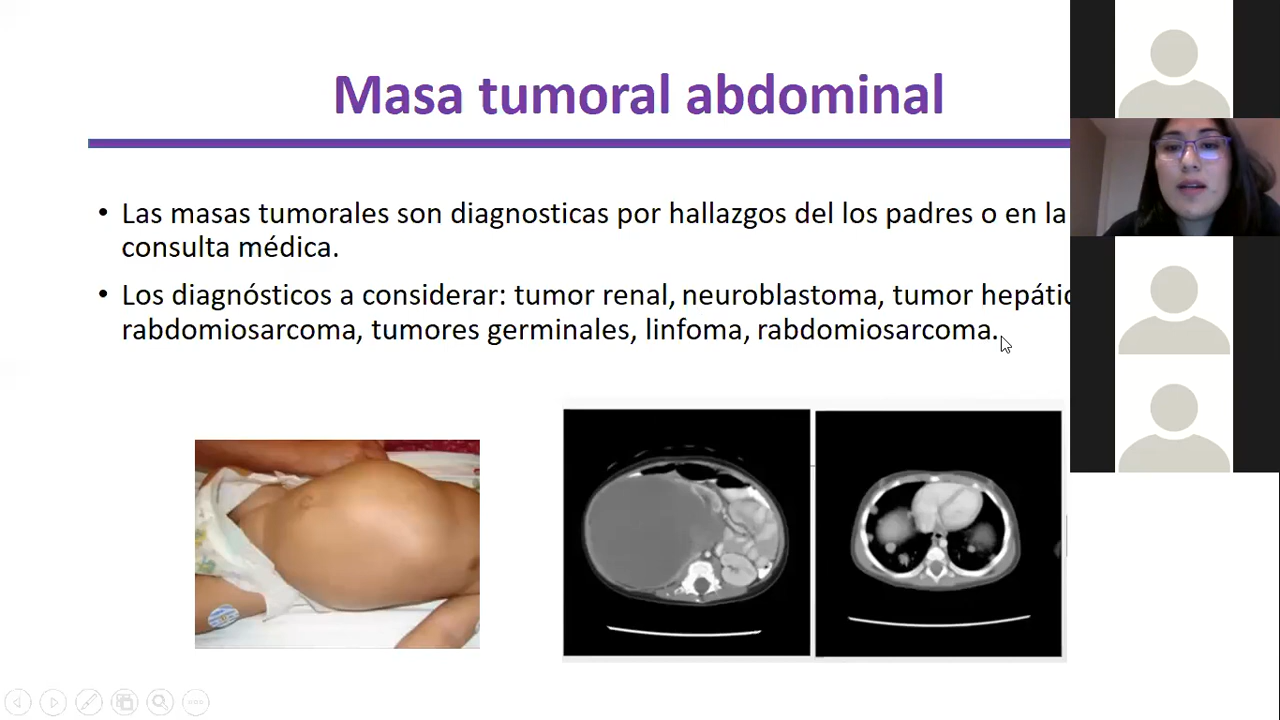 Masa tumoral abdominal
• Las masas tumorales son diagnosticas por hallazgos del los padres o en la
consulta médica.
• Los diagnósticos a considerar: tumor renal, neuroblastoma, tumor
rabdomiosarcoma, tumores germinales, linfoma, rabdomiosarcoma.